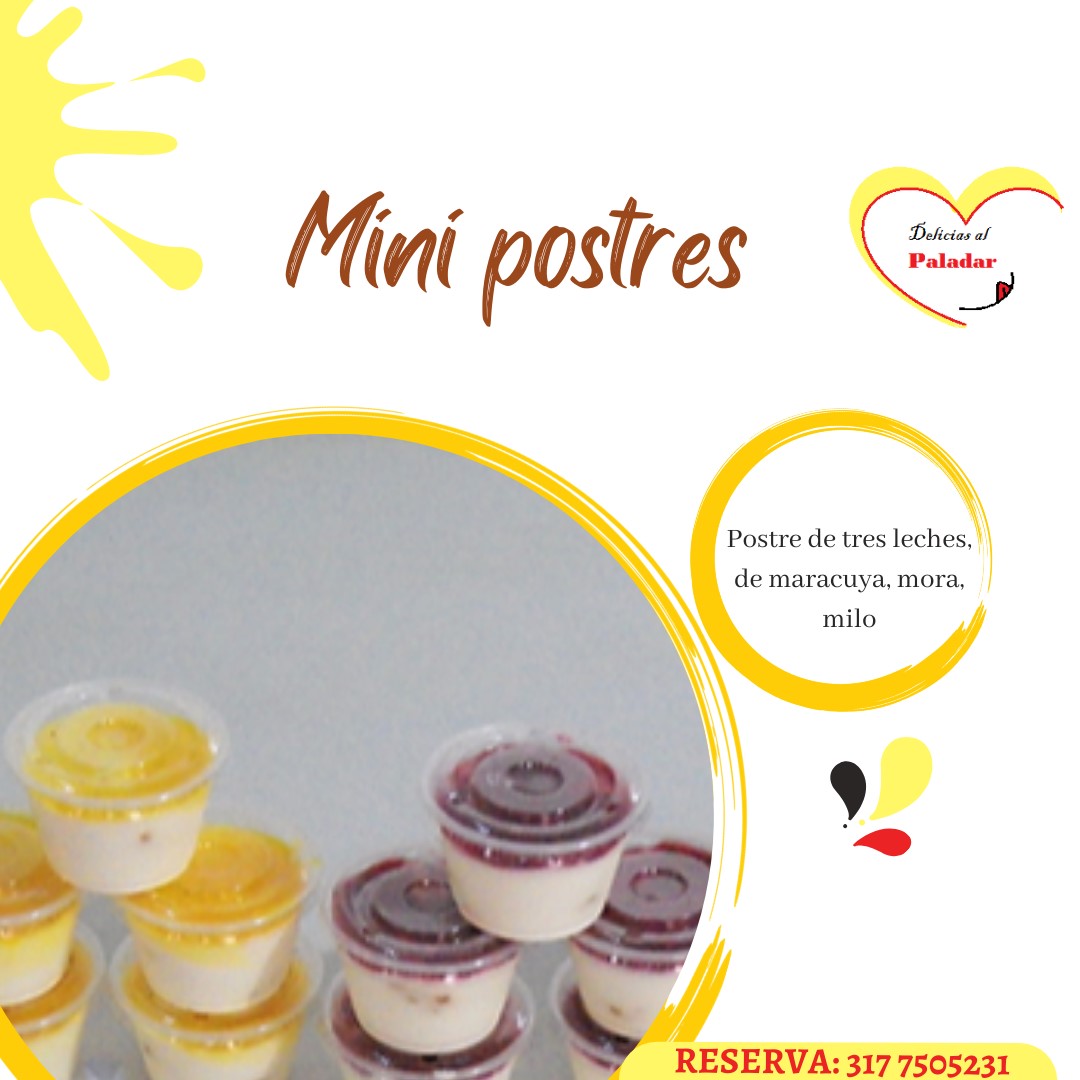 Mini postres
Delicias al
Paladar
Postre de tres leches,
de maracuya, mora,
milo
RESERVA: 317 7505231